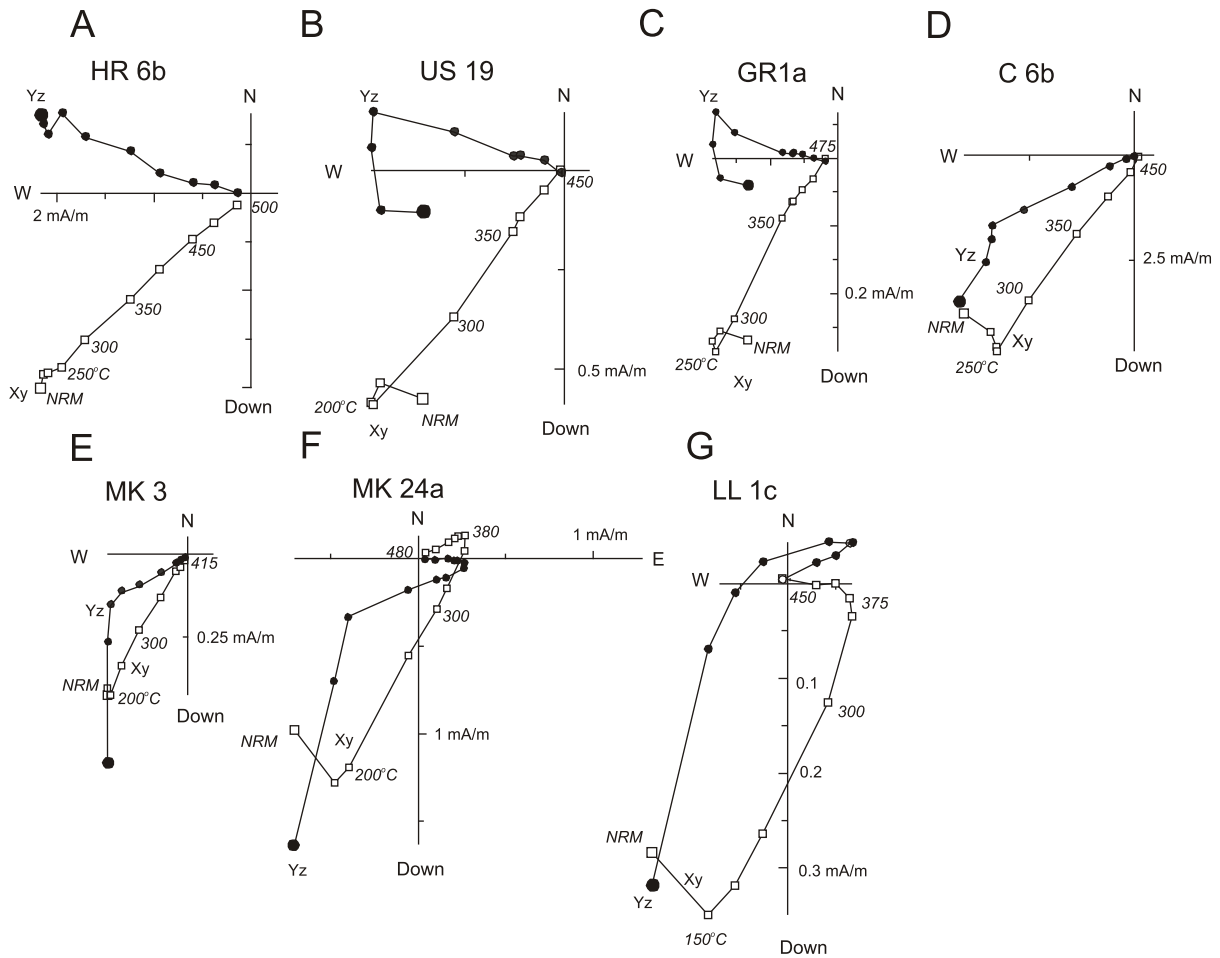 A
HR 6b
Yz
N
W
2 mA/m
500
450
350
300
250°C
Xy
NRM
Down
B
US 19
Yz
N
W
450
350
300
0.5 mA/m
200°C
NRM
Xy
Down
C
GR1a
Yz
N
475
W
350
0.2 mA/m
300
NRM
250°C
Xy
Down
D
C 6b
N
450
350
Yz
2.5 mA/m
300
NRM
Xy
250°C
Down
E
MK 3
N
W
415
Yz
0.25 mA/m
300
Xy
NRM
200°C
Down
F
MK 24a
N
380
1 mA/m
480
E
300
NRM
Xy
1 mA/m
200°C
Yz
Down
G
LL 1c
N
W
450
375
0.1
300
0.2
NRM
0.3 mA/m
Xy
Yz
150°C
Down